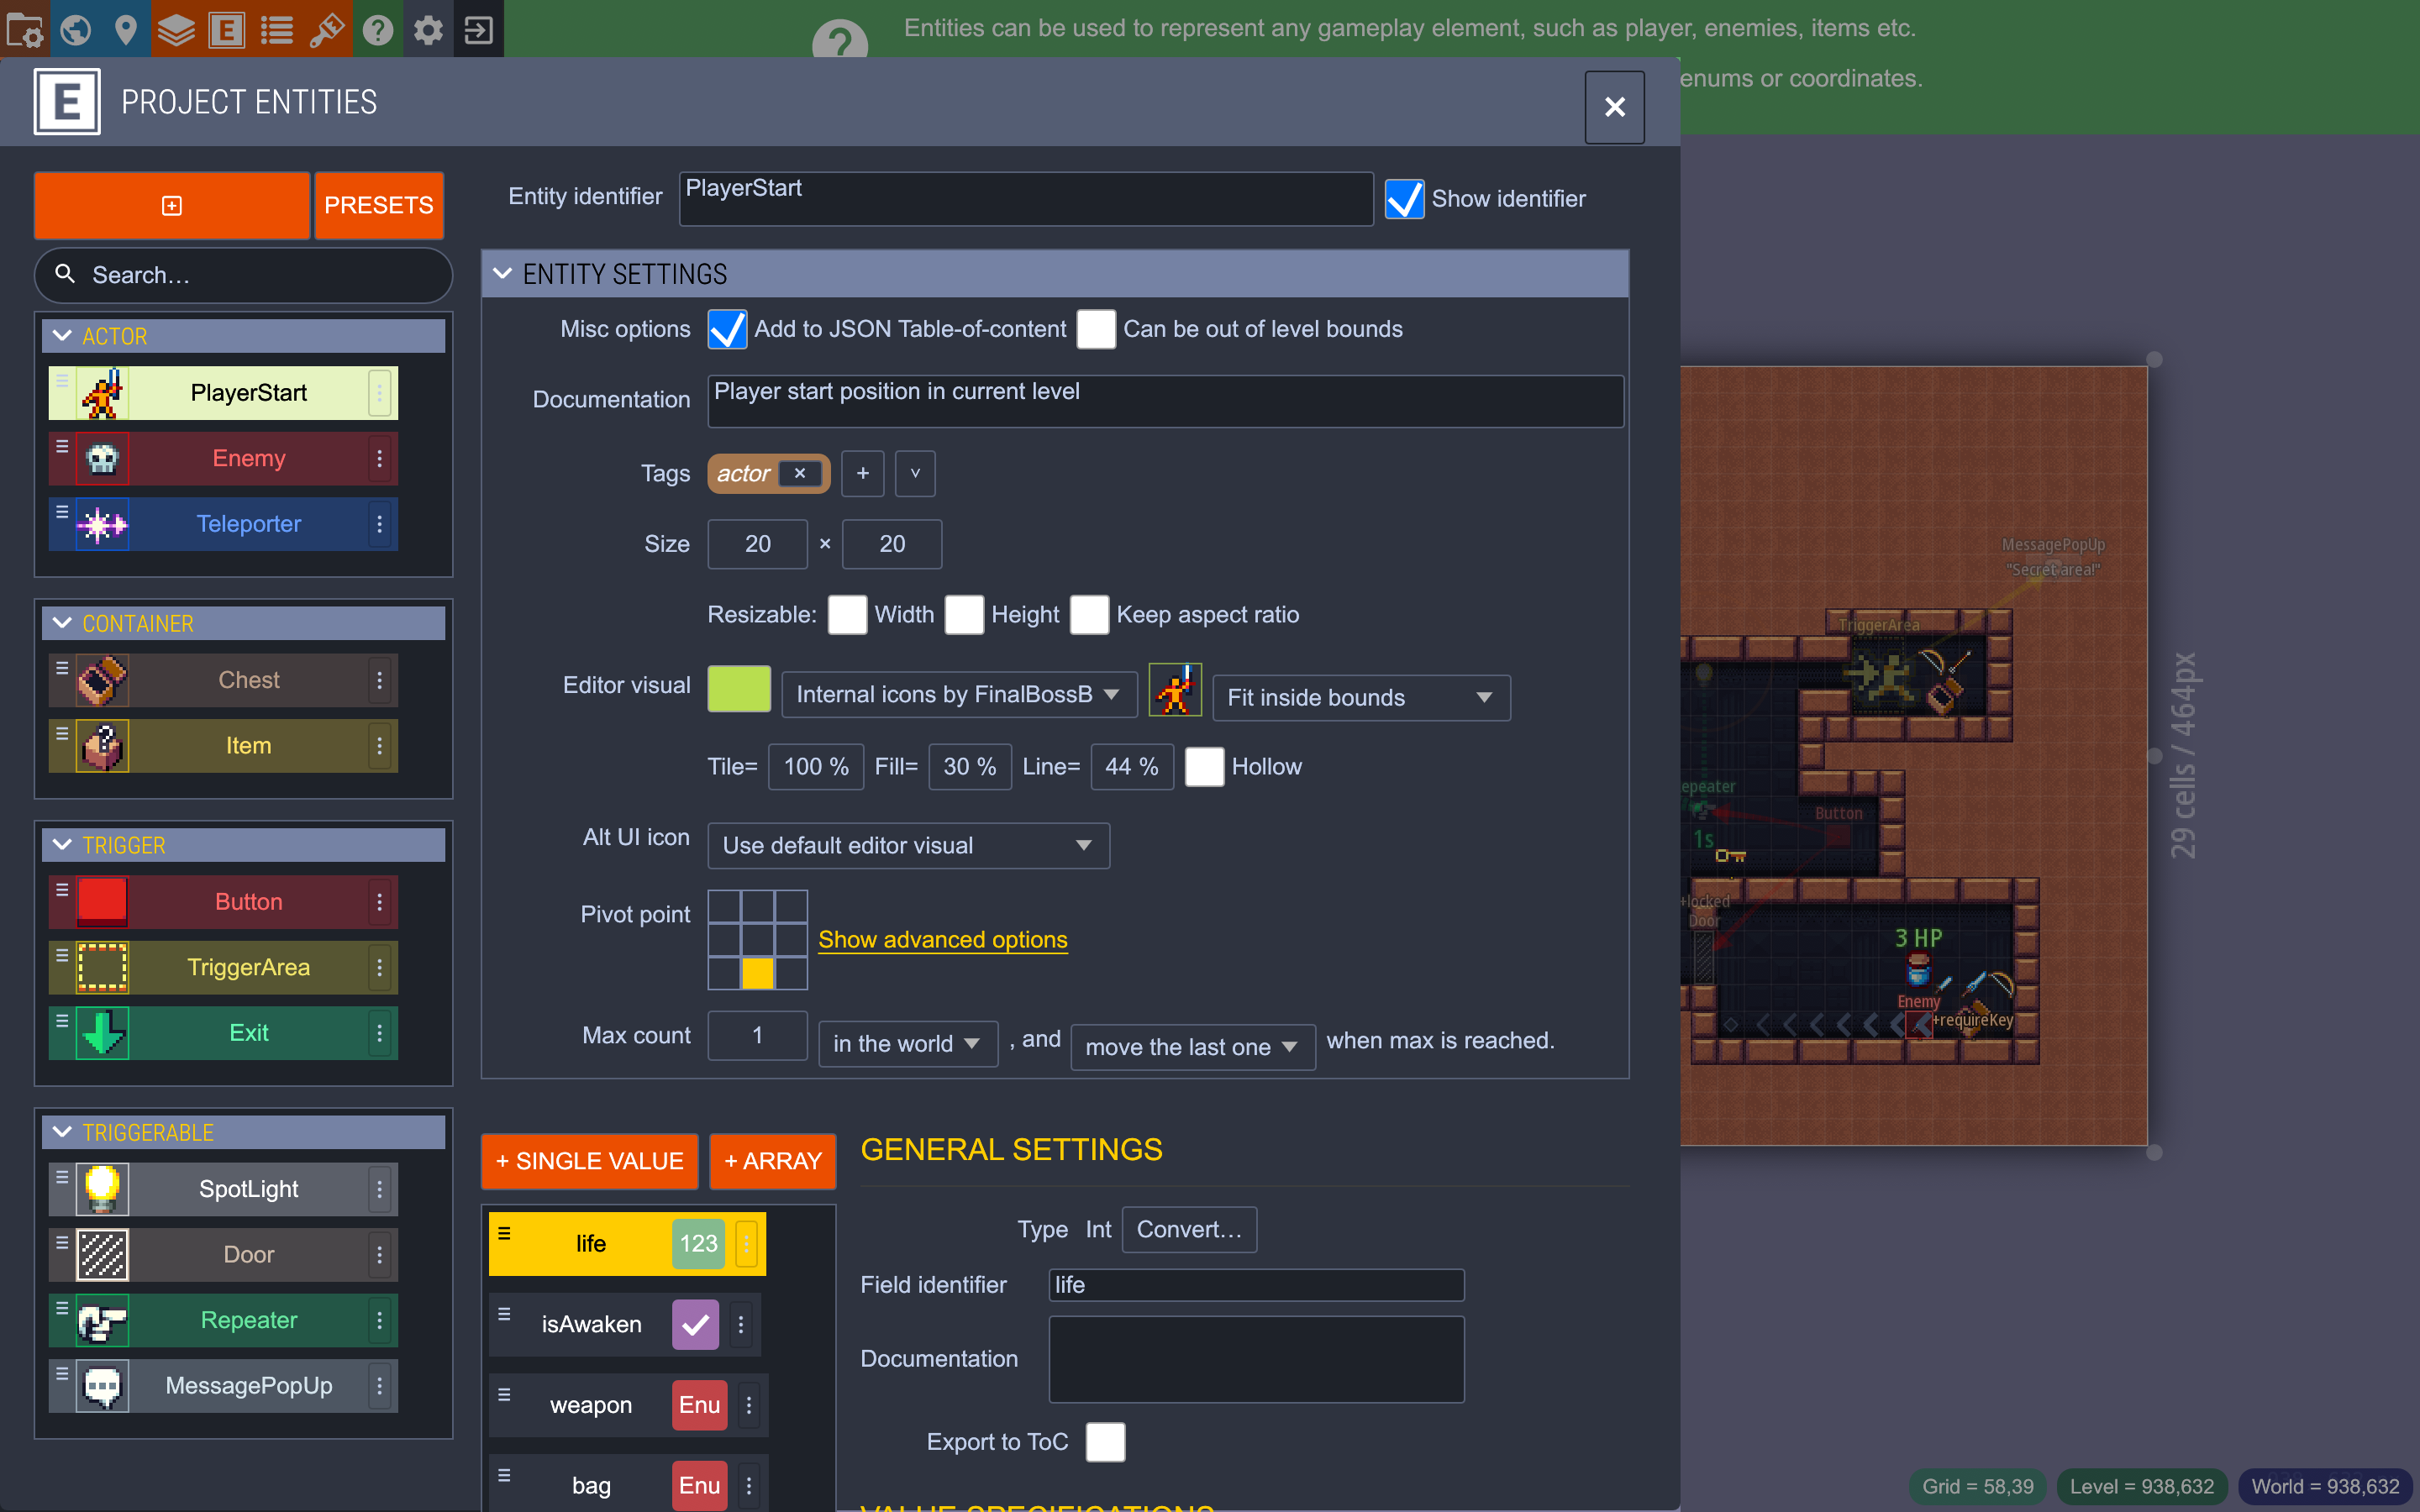 Entities can be used to represent any gameplay element, such as player, enemies, items etc.
enums or coordinates.
E PROJECT ENTITIES
PRESETS
Search...
ACTOR
PlayerStart
Enemy
Teleporter
CONTAINER
Chest
Item
TRIGGER
Button
TriggerArea
Exit
TRIGGERABLE
SpotLight
Door
Repeater
MessagePopUp
Entity identifier PlayerStart Show identifier
ENTITY SETTINGS
Misc options Add to JSON Table-of-content Can be out of level bounds
Documentation Player start position in current level
Tags actor × + v
Size 20 × 20
Resizable: Width Height Keep aspect ratio
Editor visual Internal icons by FinalBossB Fit inside bounds
Tile= 100 % Fill= 30 % Line= 44 % Hollow
Alt UI icon Use default editor visual
Pivot point Show advanced options
Max count 1 in the world , and move the last one when max is reached.
+ SINGLE VALUE + ARRAY
life 123
isAwaken
weapon Enu
bag Enu
GENERAL SETTINGS
Type Int Convert...
Field identifier life
Documentation
Export to ToC
VALUE SPECIFICATIONS
MessagePopUp
"Secret area!"
TriggerArea
epeater
1s
Button
+locked
Door
3 HP
Enemy
+requireKey
29 cells / 464px
Grid = 58,39
Level = 938,632
World = 938,632